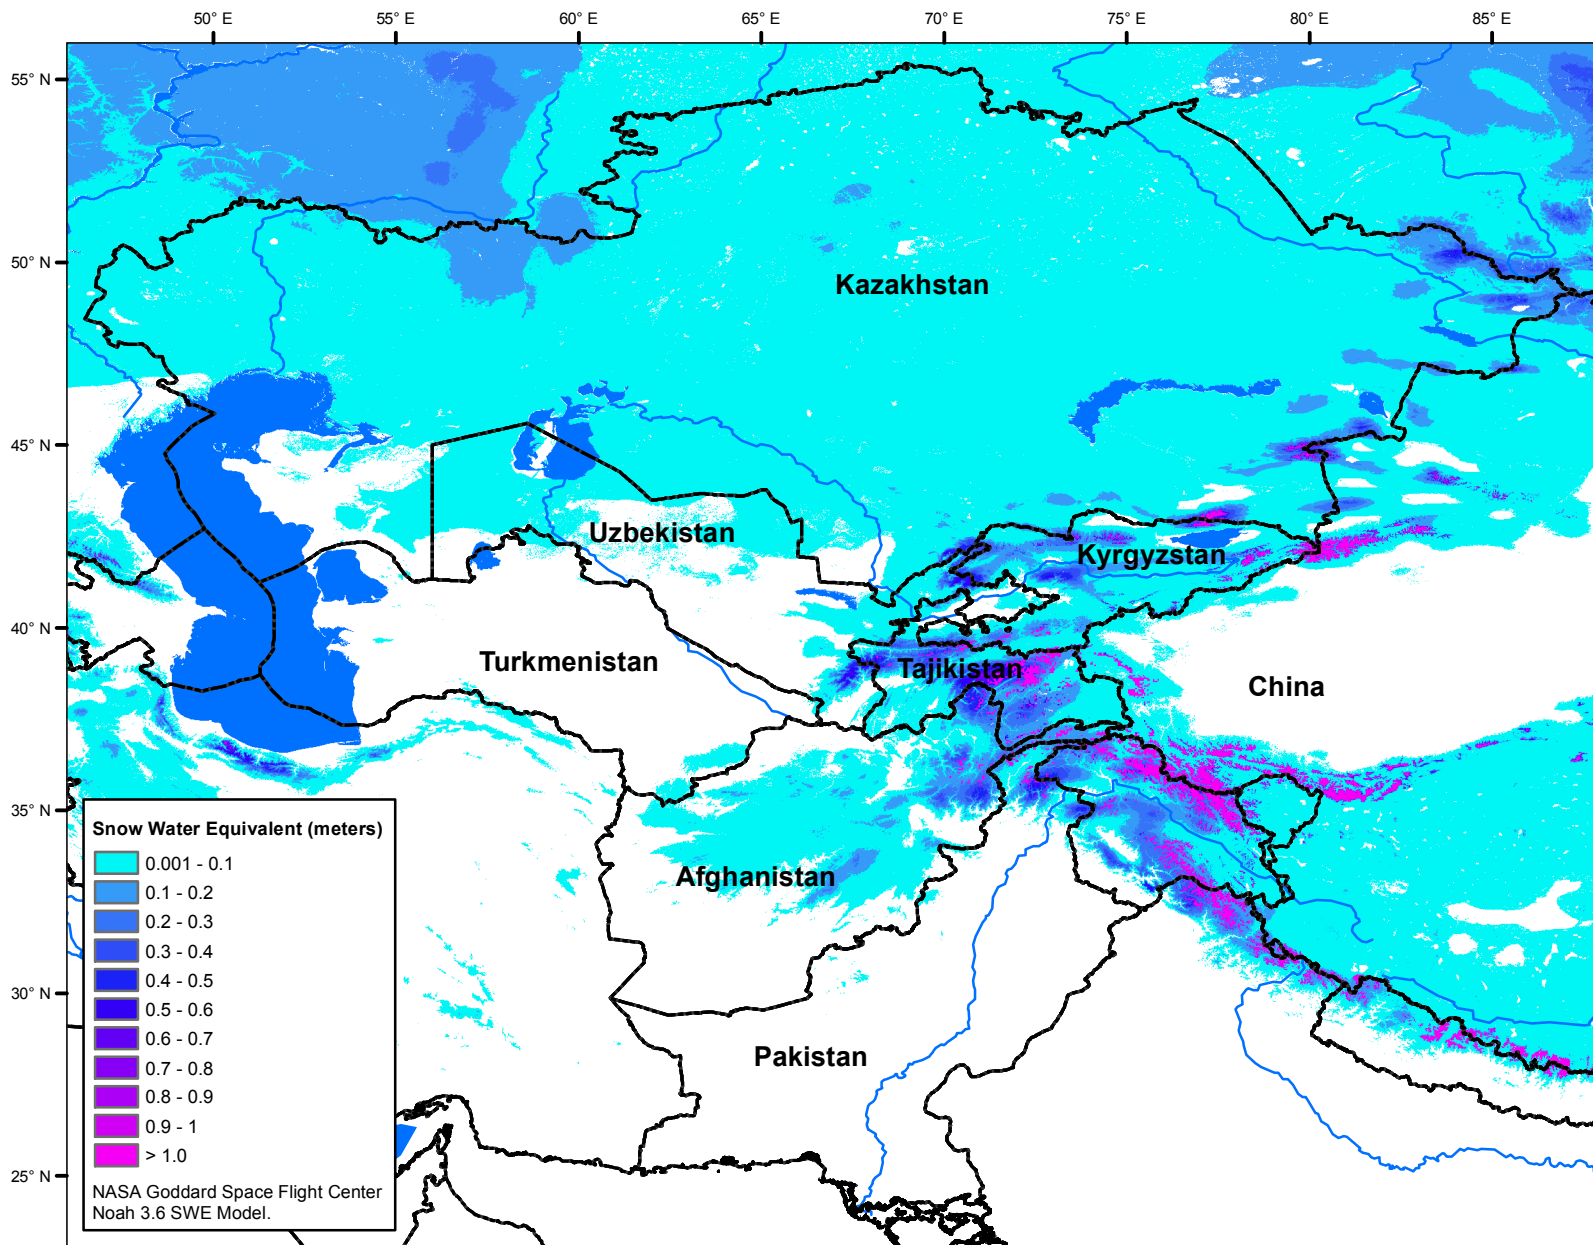 50° E 55° E 60° E 65° E 70° E 75° E 80° E 85° E
55° N
50° N
45° N
40° N
35° N
30° N
25° N
Kazakhstan
Uzbekistan
Kyrgyzstan
Turkmenistan
Tajikistan
China
Afghanistan
Pakistan
Snow Water Equivalent (meters)
0.001 - 0.1
0.1 - 0.2
0.2 - 0.3
0.3 - 0.4
0.4 - 0.5
0.5 - 0.6
0.6 - 0.7
0.7 - 0.8
0.8 - 0.9
0.9 - 1
> 1.0
NASA Goddard Space Flight Center
Noah 3.6 SWE Model.